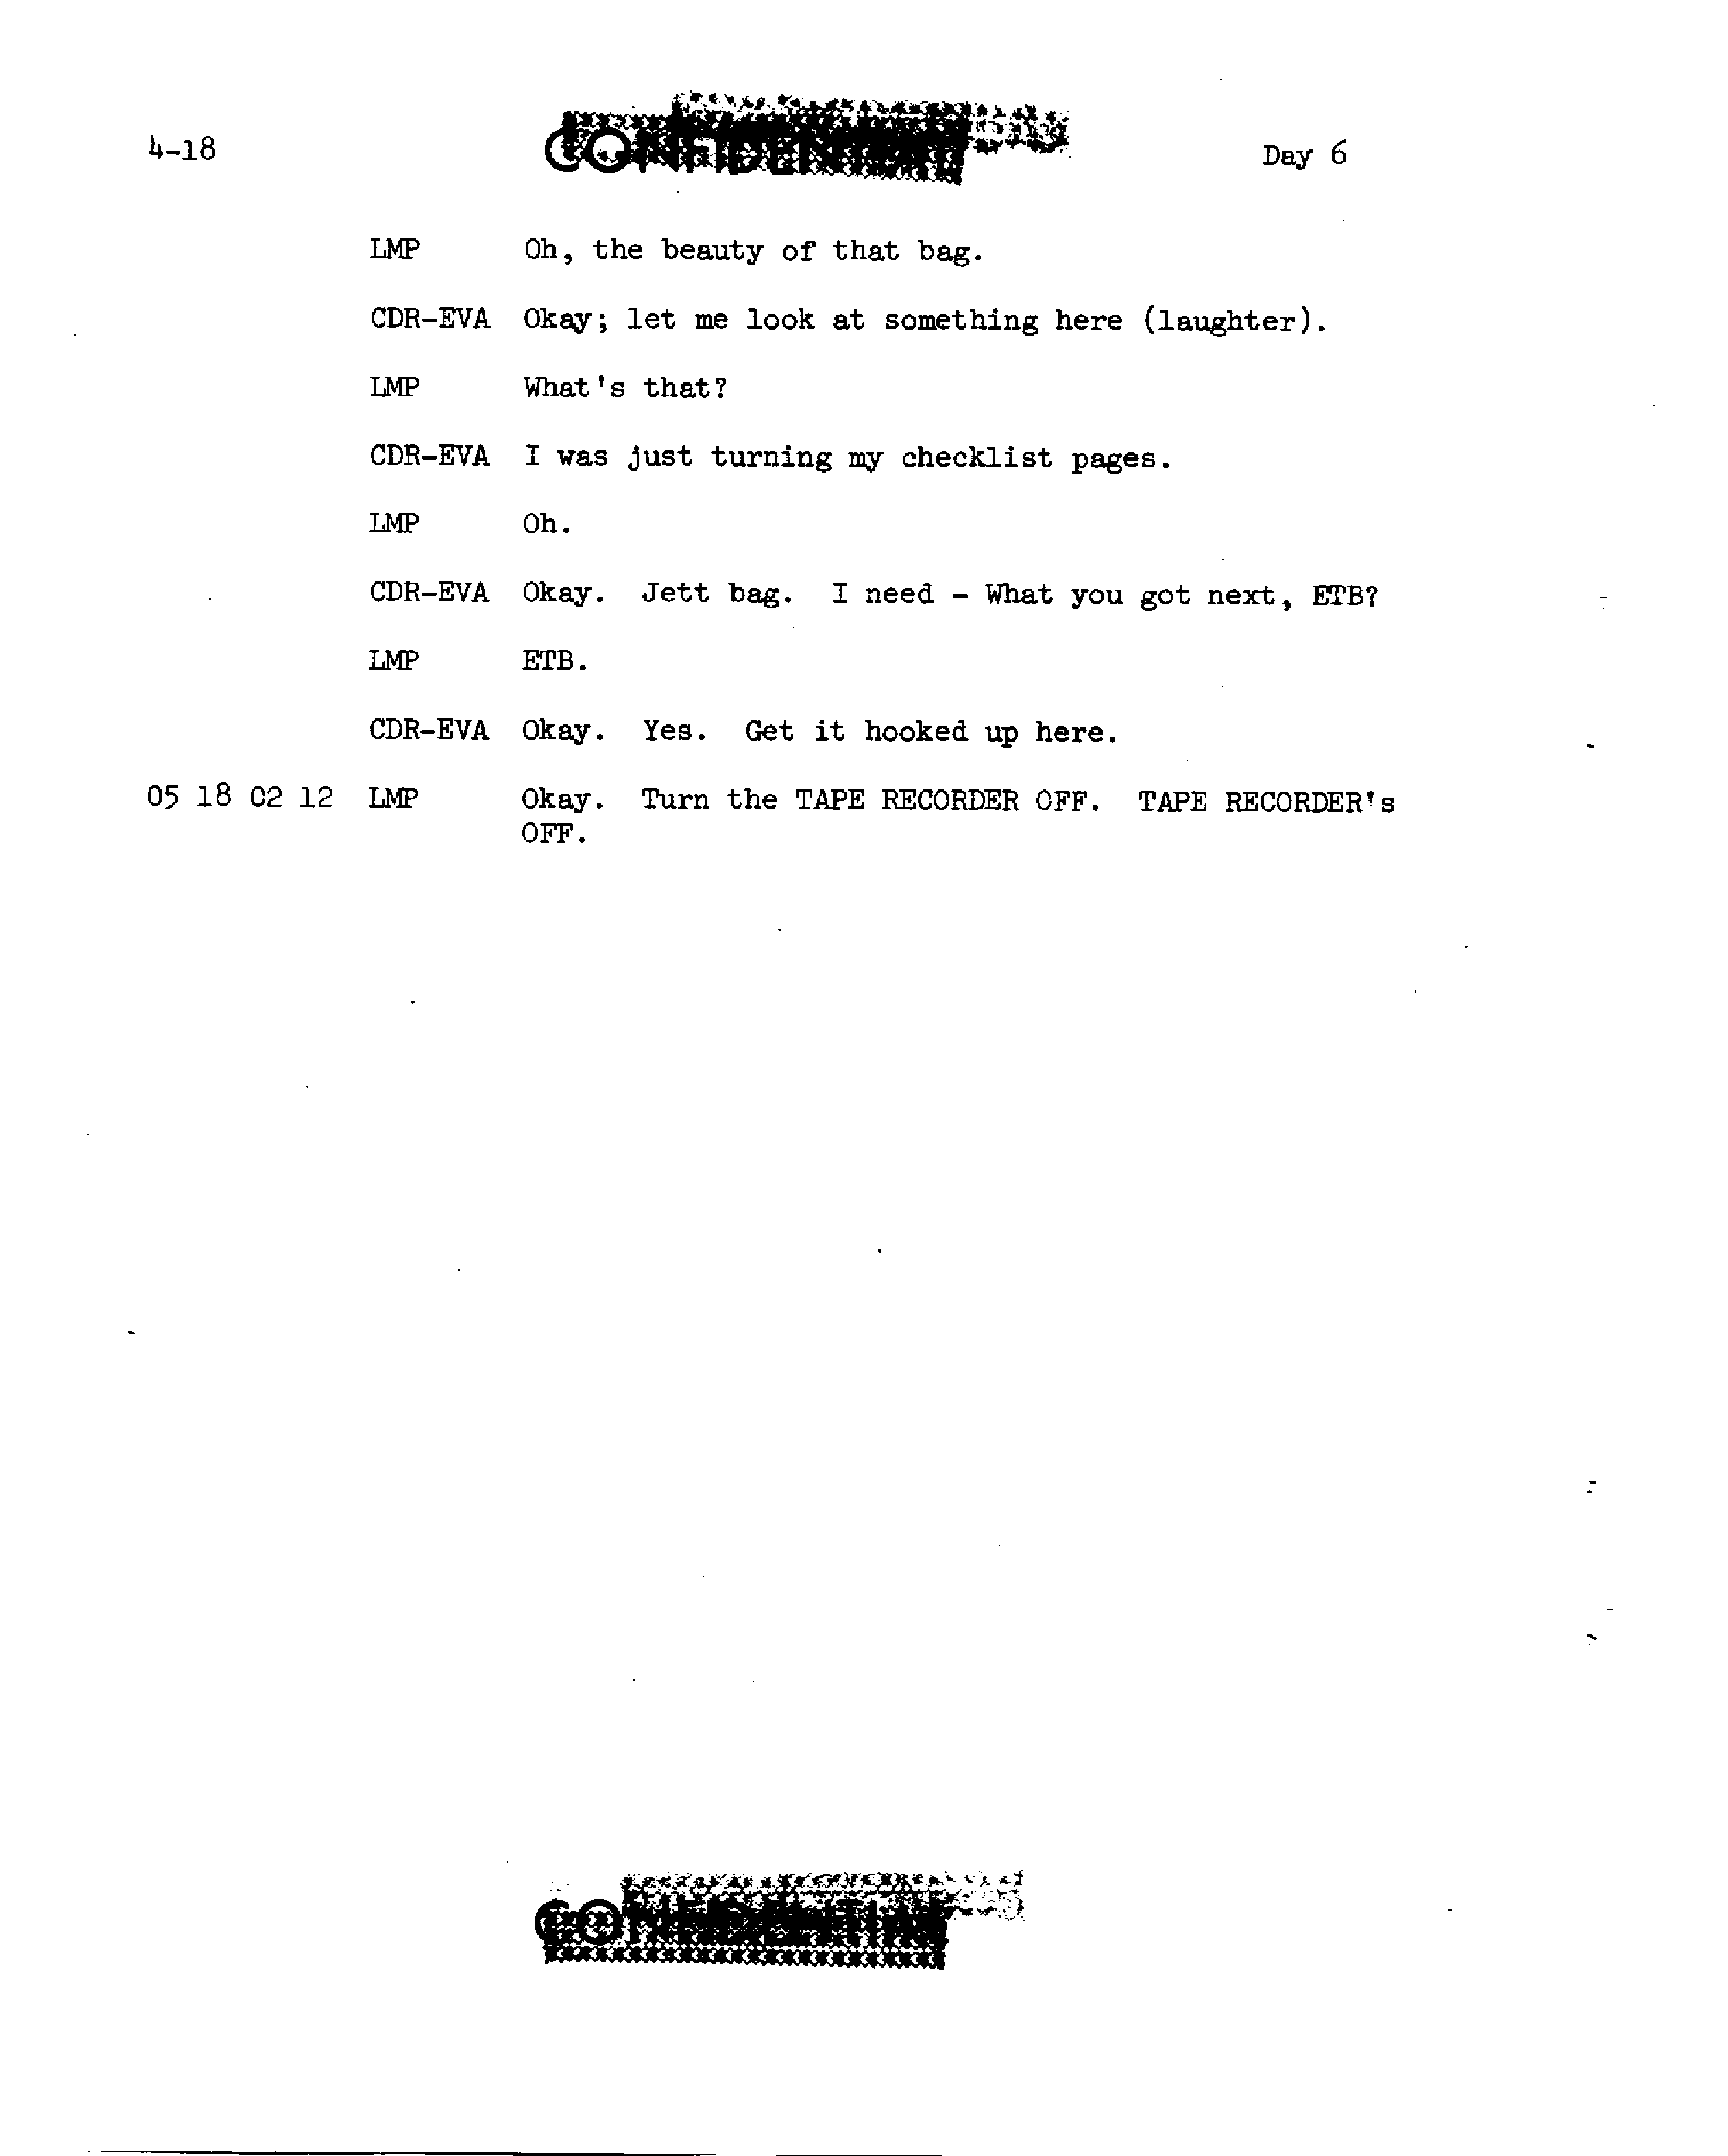 4-18 CONFIDENTIAL Day 6
LMP Oh, the beauty of that bag.
CDR-EVA Okay; let me look at something here (laughter).
LMP What's that?
CDR-EVA I was just turning my checklist pages.
LMP Oh.
CDR-EVA Okay. Jett bag. I need - What you got next, ETB?
LMP ETB.
CDR-EVA Okay. Yes. Get it hooked up here.
05 18 02 12 LMP Okay. Turn the TAPE RECORDER OFF. TAPE RECORDER's
OFF.
CONFIDENTIAL